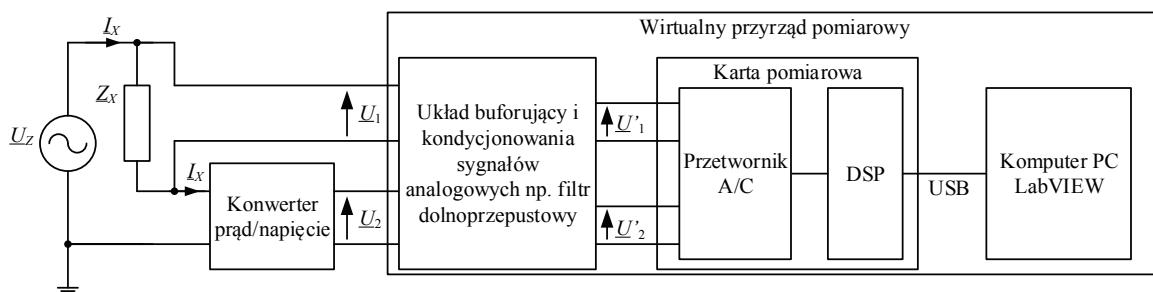 Wirtualny przyrząd pomiarowy
I_X
Z_X
U_Z
I_X
Konwerter
prąd/napięcie
U_1
U_2
Układ buforujący i
kondycjonowania
sygnałów
analogowych np. filtr
dolnoprzepustowy
U'_1
U'_2
Karta pomiarowa
Przetwornik
A/C
DSP
USB
Komputer PC
LabVIEW